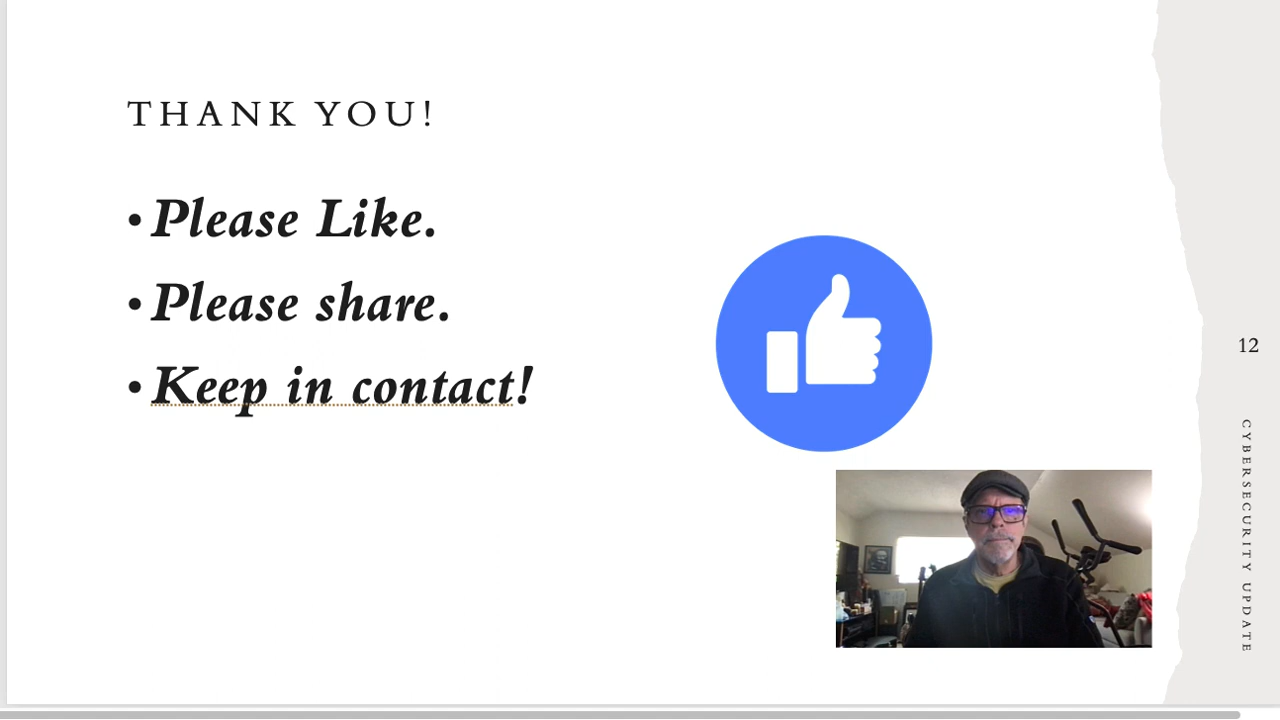 THANK YOU!
• Please Like.
• Please share.
• Keep in contact!
12
CYBERSECURITY UPDATE